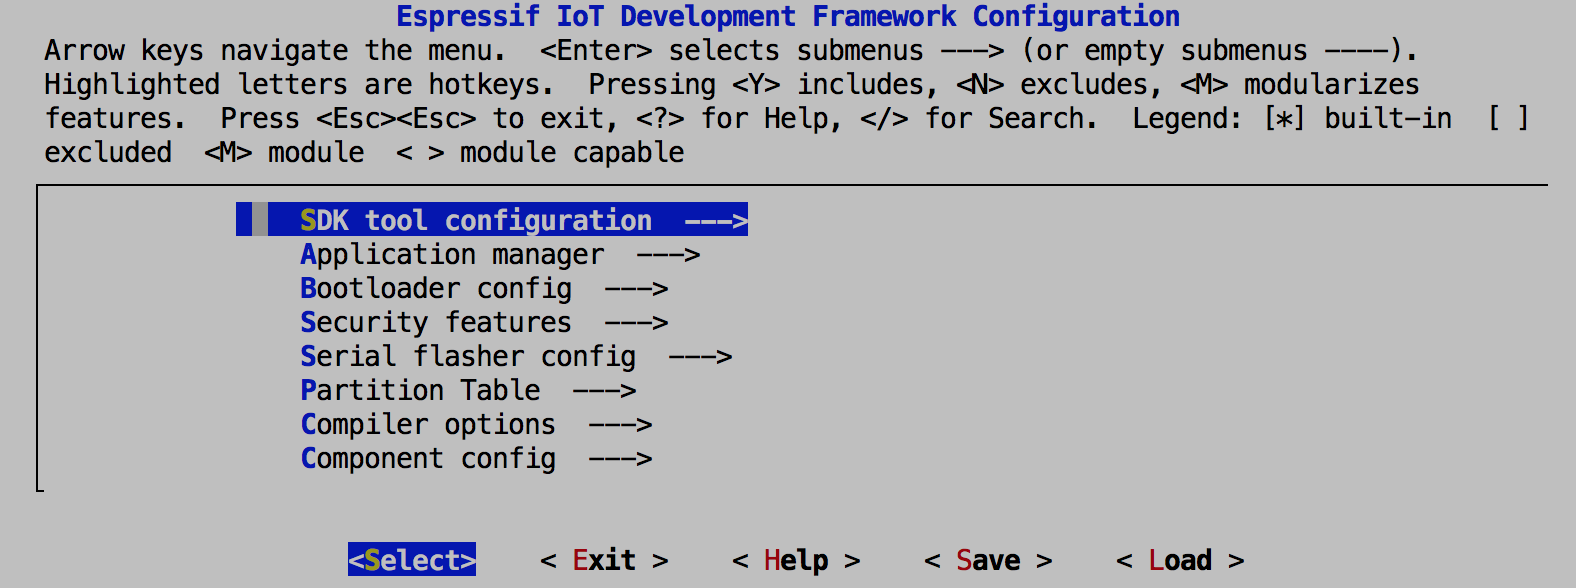 Espressif IoT Development Framework Configuration
Arrow keys navigate the menu.  <Enter> selects submenus ---> (or empty submenus ----).
Highlighted letters are hotkeys.  Pressing <Y> includes, <N> excludes, <M> modularizes
features.  Press <Esc><Esc> to exit, <?> for Help, </> for Search.  Legend: [*] built-in  [ ]
excluded  <M> module  < > module capable
SDK tool configuration  --->
Application manager  --->
Bootloader config  --->
Security features  --->
Serial flasher config  --->
Partition Table  --->
Compiler options  --->
Component config  --->
<Select>    < Exit >    < Help >    < Save >    < Load >